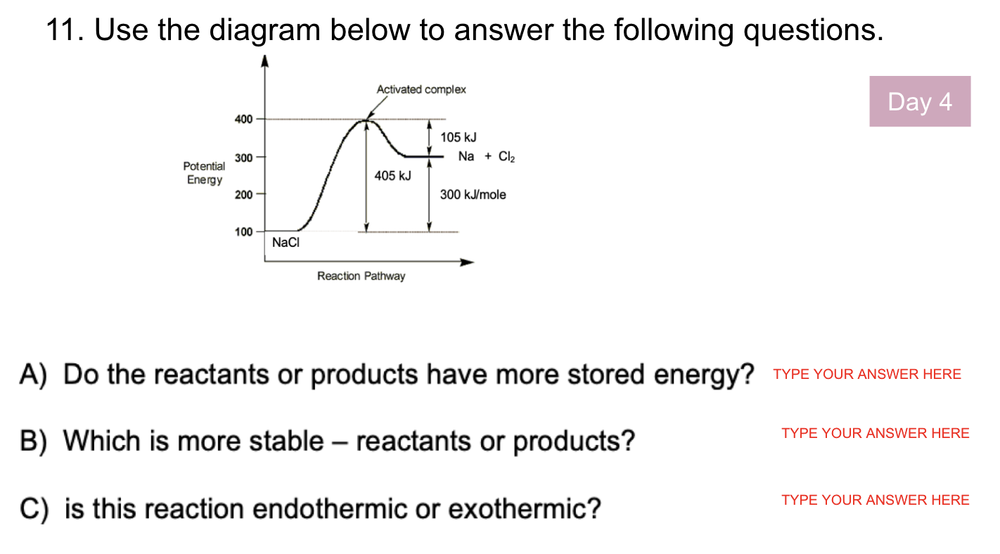 11. Use the diagram below to answer the following questions.
Day 4
Activated complex
400
105 kJ
300
Na + Cl₂
Potential
Energy
405 kJ
200
300 kJ/mole
100
NaCl
Reaction Pathway
A) Do the reactants or products have more stored energy? TYPE YOUR ANSWER HERE
B) Which is more stable – reactants or products? TYPE YOUR ANSWER HERE
C) is this reaction endothermic or exothermic? TYPE YOUR ANSWER HERE